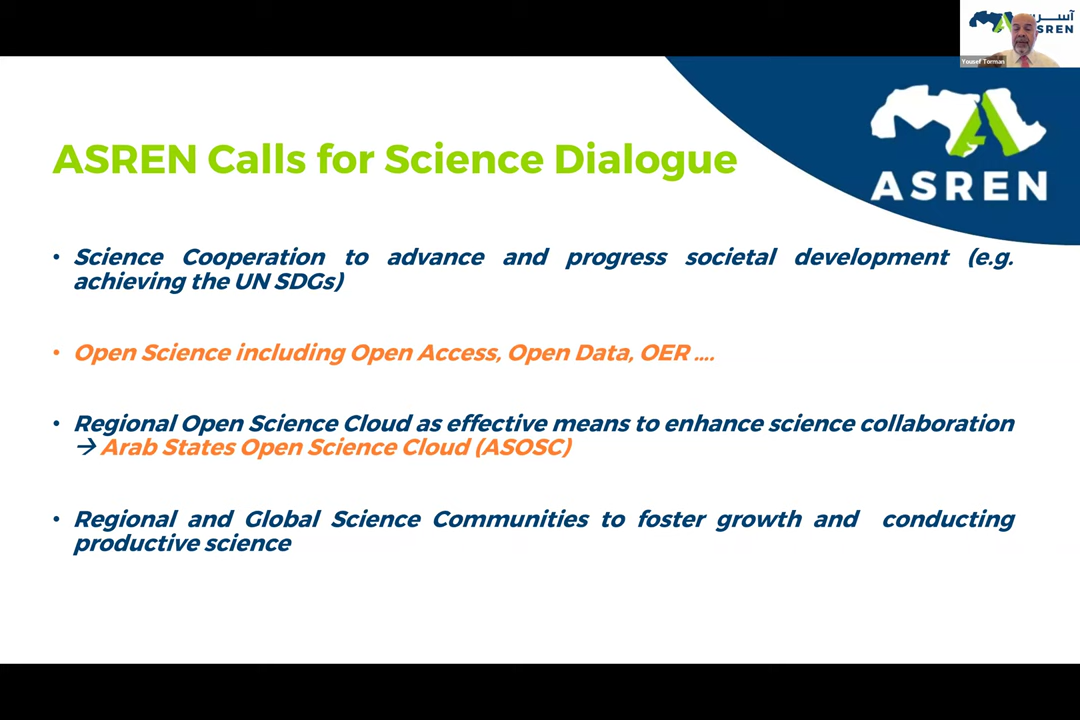 آسرن
ASREN
Yousef Torman
ASREN
ASREN Calls for Science Dialogue
• Science Cooperation to advance and progress societal development (e.g.
achieving the UN SDGs)
• Open Science including Open Access, Open Data, OER ....
• Regional Open Science Cloud as effective means to enhance science collaboration
→ Arab States Open Science Cloud (ASOSC)
• Regional and Global Science Communities to foster growth and conducting
productive science